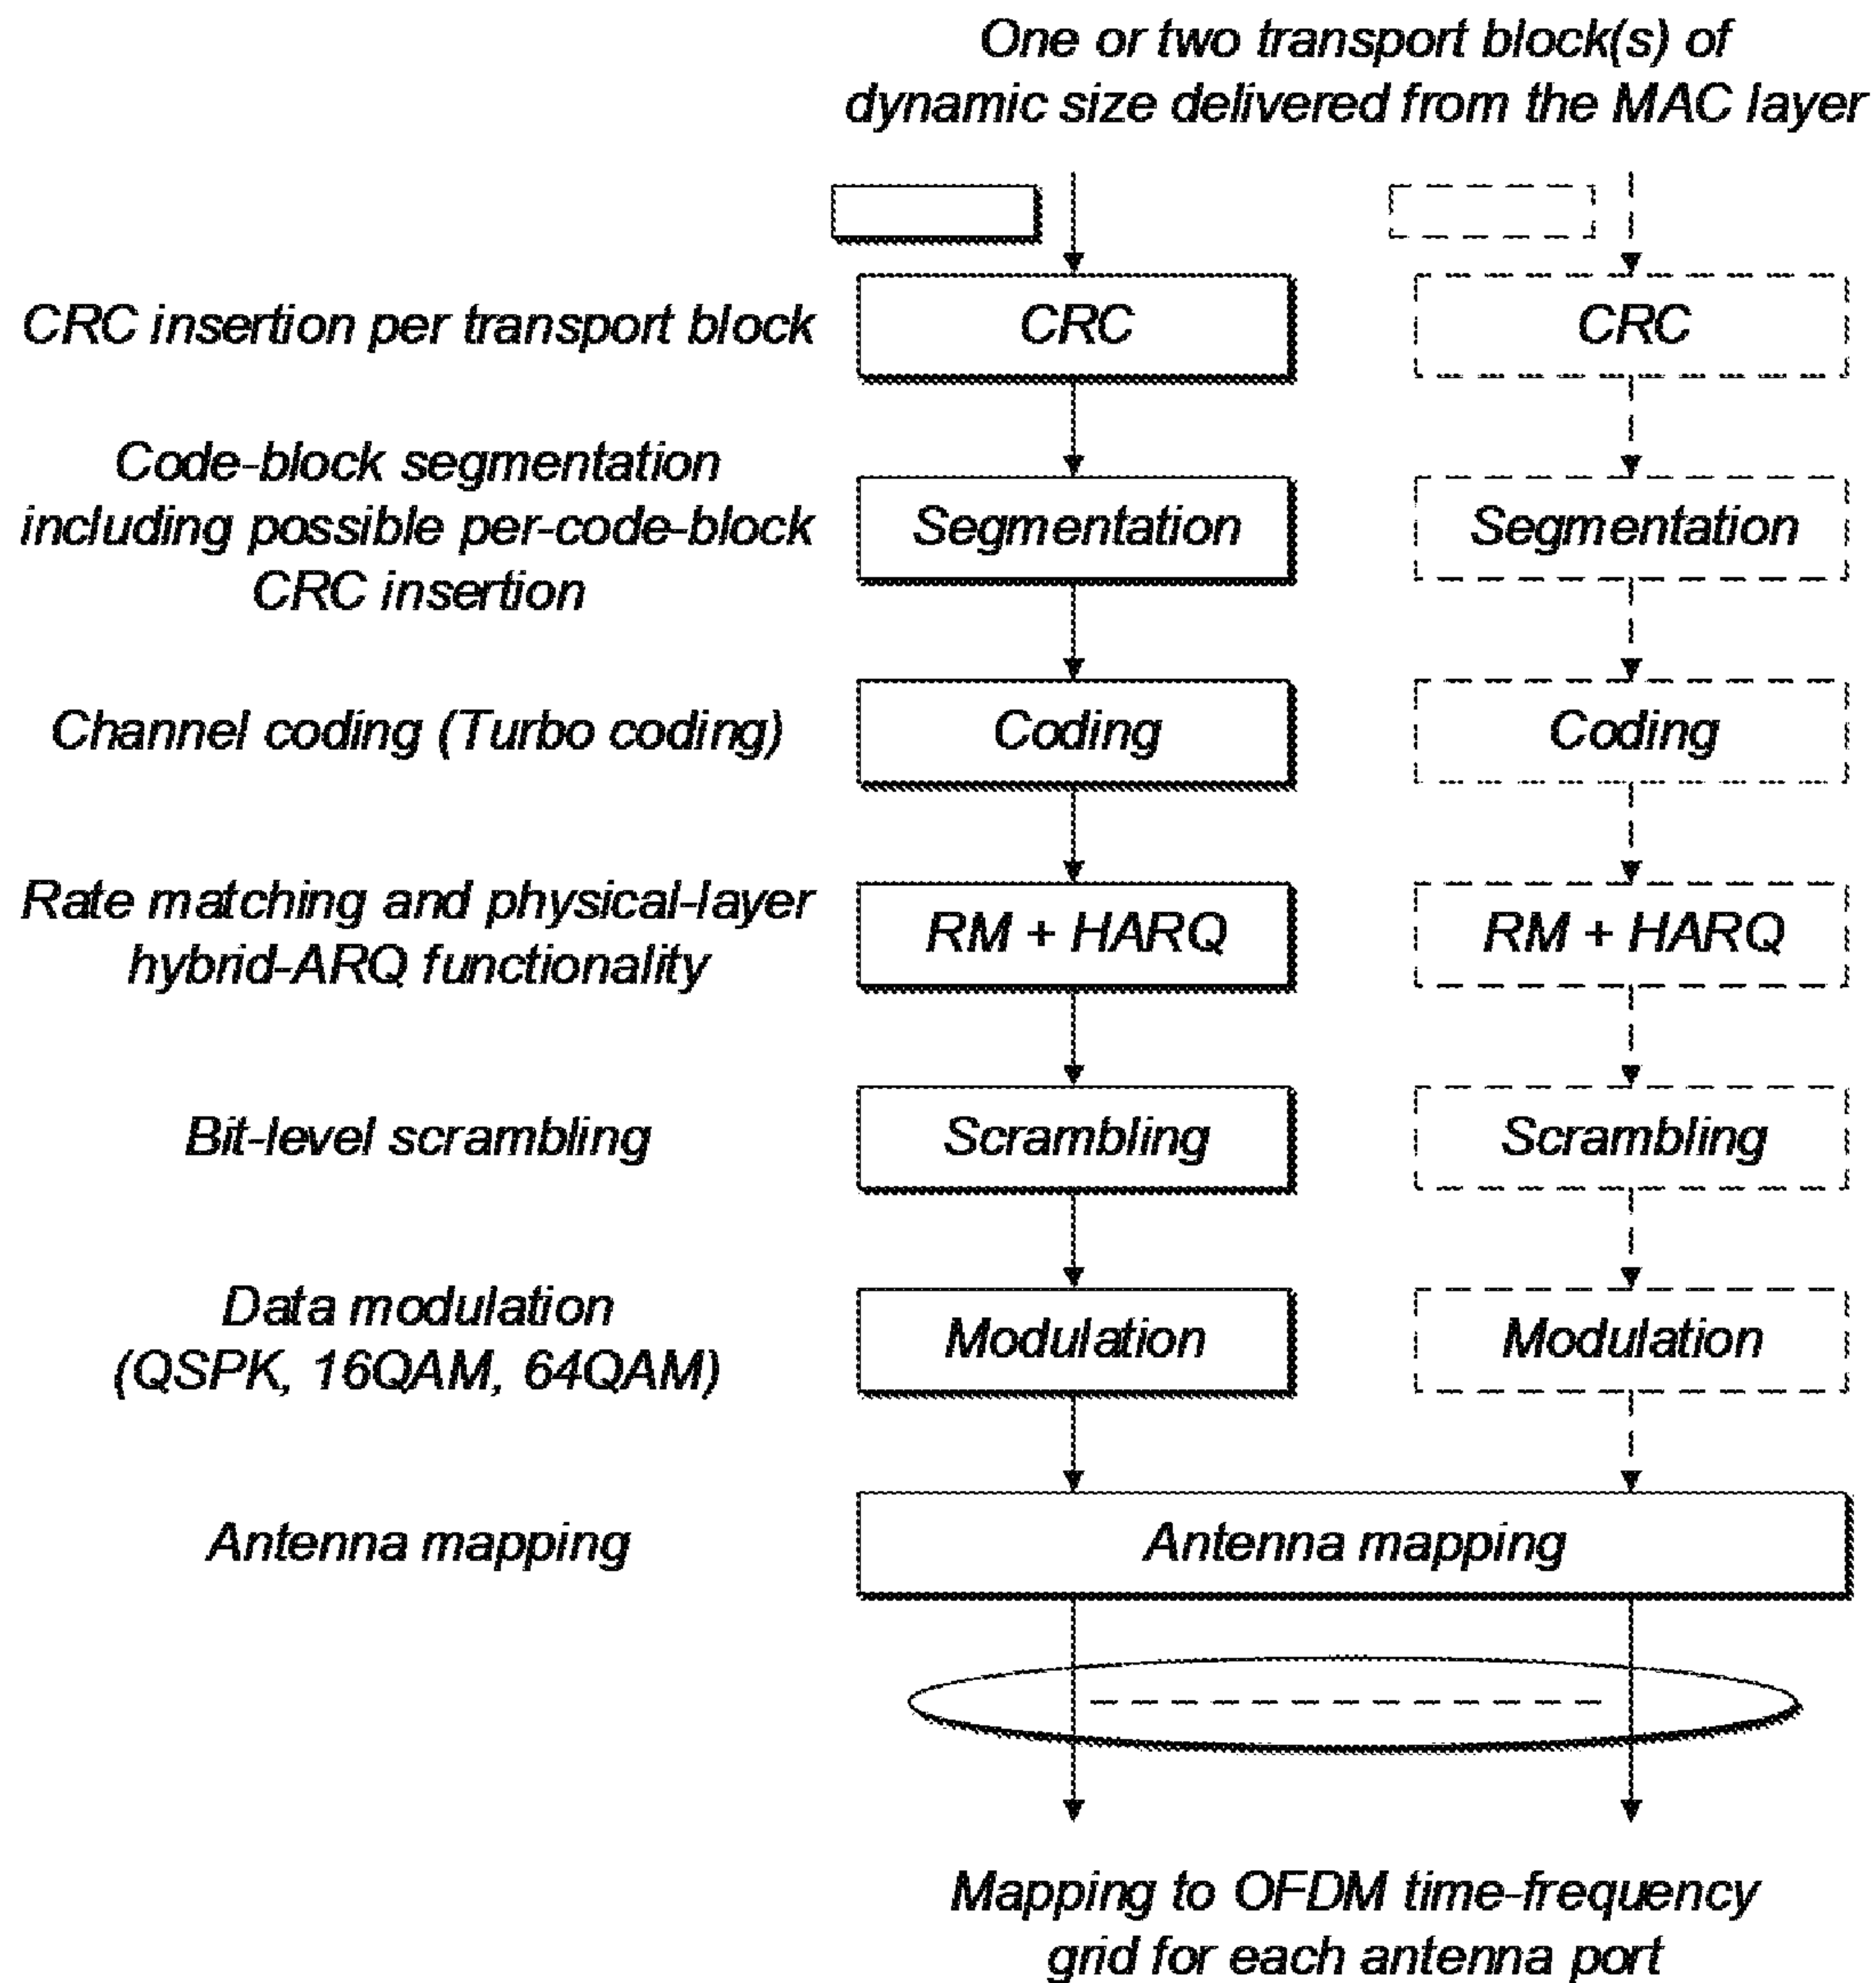 One or two transport block(s) of
dynamic size delivered from the MAC layer
CRC insertion per transport block
CRC
CRC
Code-block segmentation
including possible per-code-block
CRC insertion
Segmentation
Segmentation
Channel coding (Turbo coding)
Coding
Coding
Rate matching and physical-layer
hybrid-ARQ functionality
RM + HARQ
RM + HARQ
Bit-level scrambling
Scrambling
Scrambling
Data modulation
(QSPK, 16QAM, 64QAM)
Modulation
Modulation
Antenna mapping
Antenna mapping
Mapping to OFDM time-frequency
grid for each antenna port